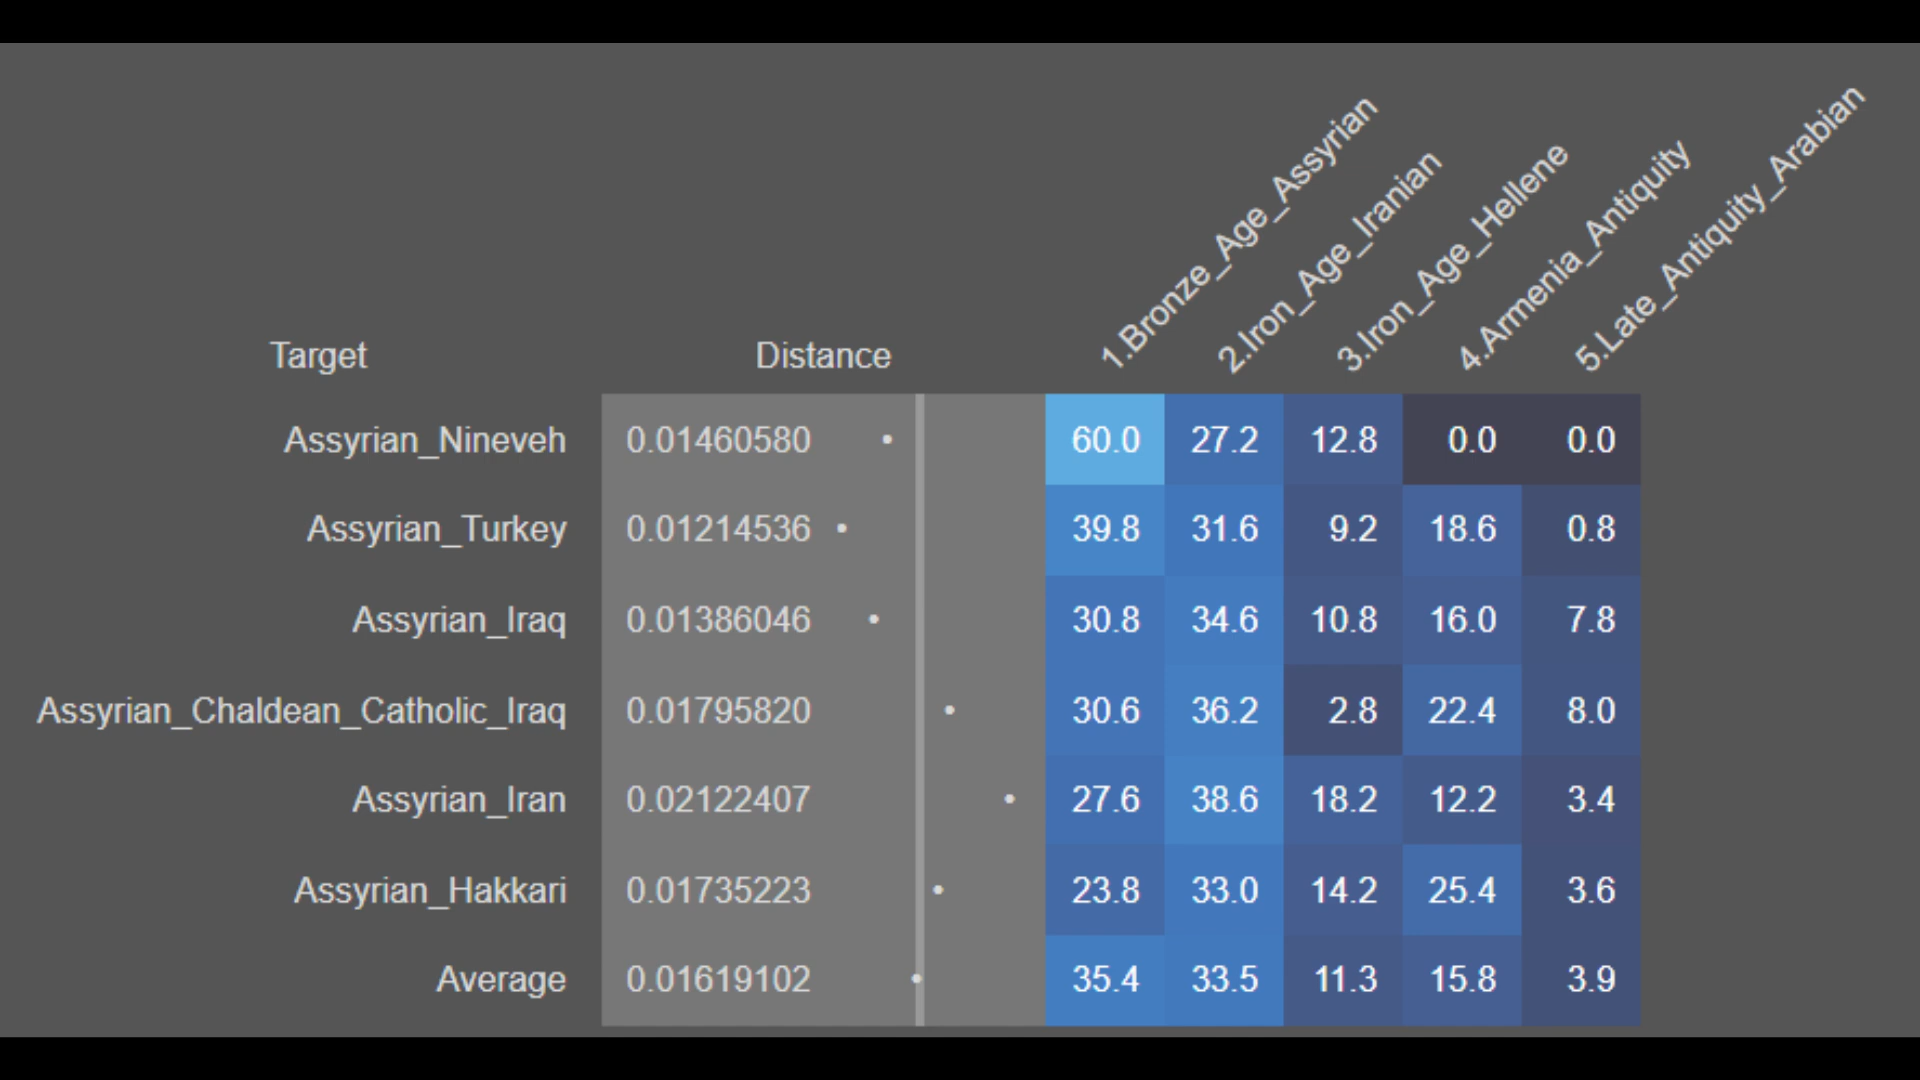 1.Bronze_Age_Assyrian
2.Iron_Age_Iranian
3.Iron_Age_Hellene
4.Armenia_Antiquity
5.Late_Antiquity_Arabian
Target Distance
Assyrian_Nineveh 0.01460580 60.0 27.2 12.8 0.0 0.0
Assyrian_Turkey 0.01214536 39.8 31.6 9.2 18.6 0.8
Assyrian_Iraq 0.01386046 30.8 34.6 10.8 16.0 7.8
Assyrian_Chaldean_Catholic_Iraq 0.01795820 30.6 36.2 2.8 22.4 8.0
Assyrian_Iran 0.02122407 27.6 38.6 18.2 12.2 3.4
Assyrian_Hakkari 0.01735223 23.8 33.0 14.2 25.4 3.6
Average 0.01619102 35.4 33.5 11.3 15.8 3.9